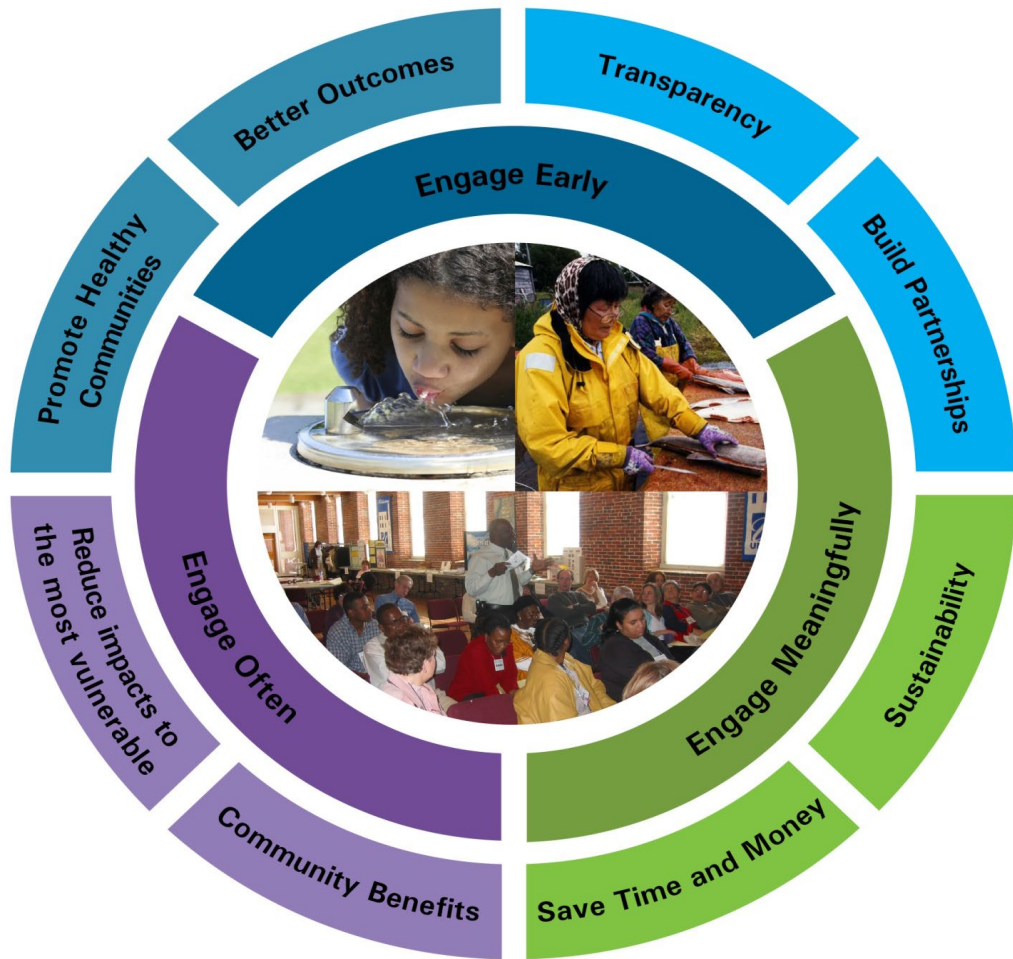 Better Outcomes
Transparency
Build Partnerships
Sustainability
Save Time and Money
Community Benefits
Reduce impacts to
the most vulnerable
Promote Healthy
Communities
Engage Early
Engage Meaningfully
Engage Often